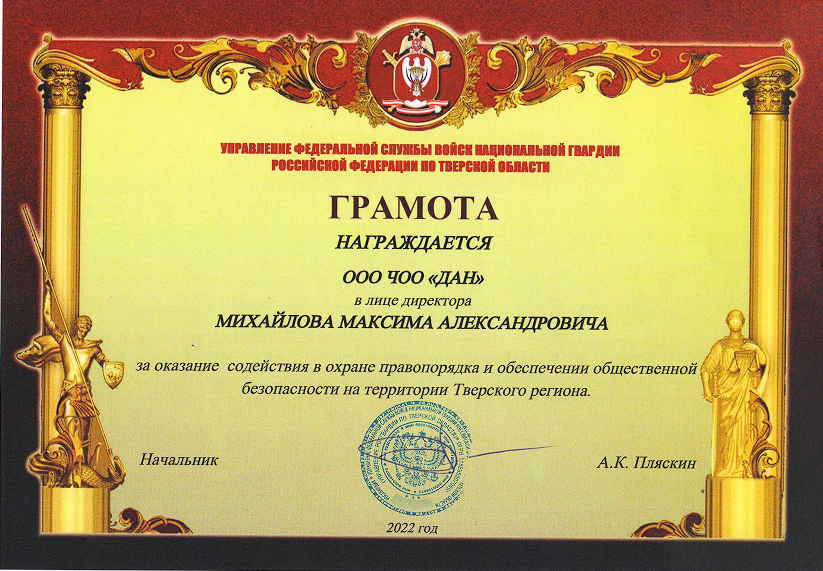 УПРАВЛЕНИЕ ФЕДЕРАЛЬНОЙ СЛУЖБЫ ВОЙСК НАЦИОНАЛЬНОЙ ГВАРДИИ
РОССИЙСКОЙ ФЕДЕРАЦИИ ПО ТВЕРСКОЙ ОБЛАСТИ
ГРАМОТА
НАГРАЖДАЕТСЯ
ООО ЧОО «ДАН»
в лице директора
МИХАЙЛОВА МАКСИМА АЛЕКСАНДРОВИЧА
за оказание содействия в охране правопорядка и обеспечении общественной
безопасности на территории Тверского региона.
Начальник
А.К. Пляскин
2022 год